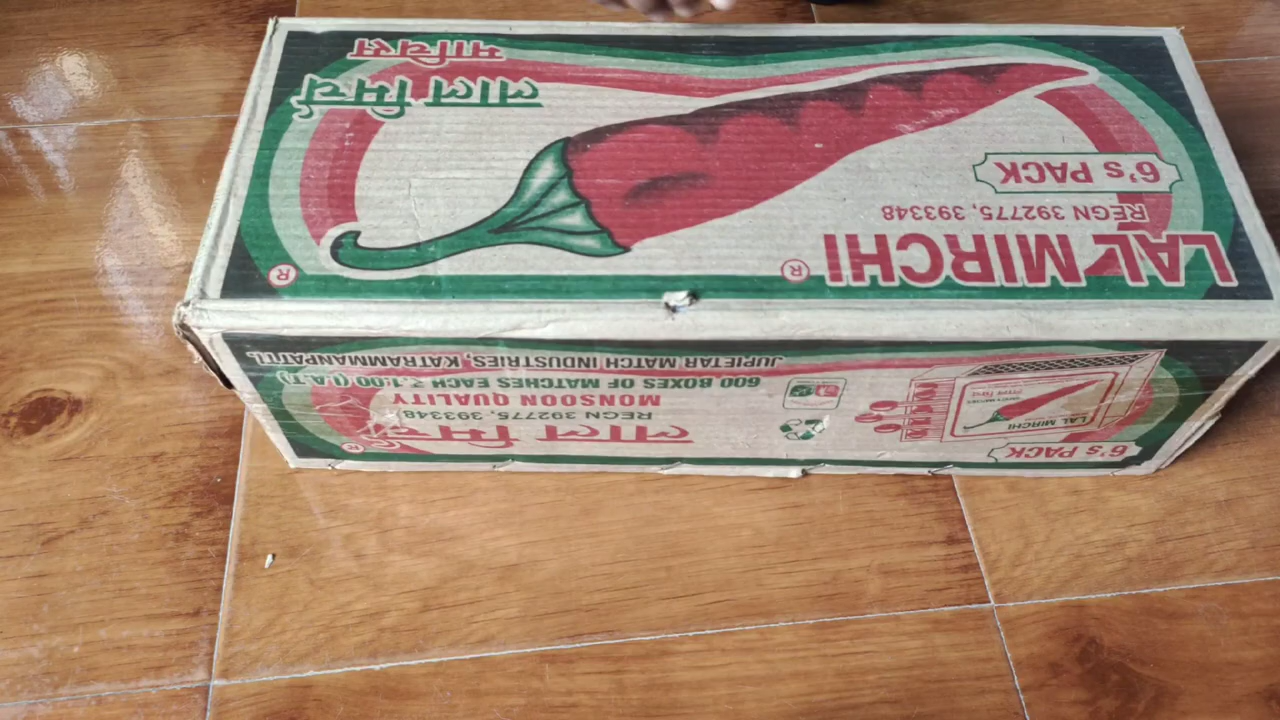 LAL MIRCHI ®
REGN 392775, 393348
6's PACK
®
लाल मिर्च
माचिस
6's PACK
LAL MIRCHI
लाल मिर्च ®
REGN 392775, 393348
MONSOON QUALITY
600 BOXES OF MATCHES EACH ₹ 1.00 (I.A.T)
JUPIETAR MATCH INDUSTRIES, KATRAMMANPATTI.